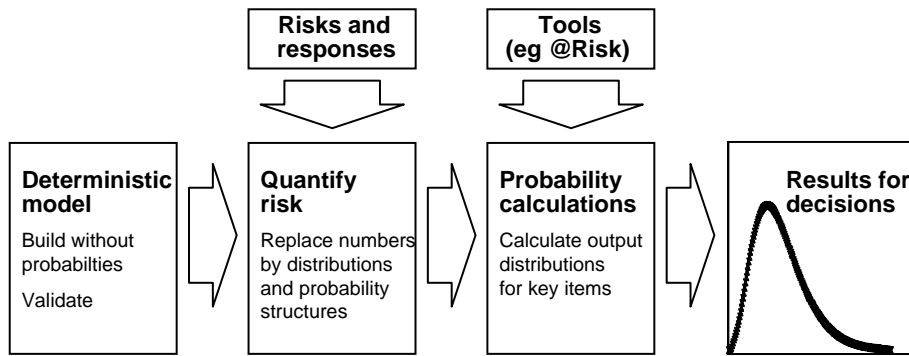 Risks and
responses
Tools
(eg @Risk)
Deterministic
model
Build without
probabilties
Validate
Quantify
risk
Replace numbers
by distributions
and probability
structures
Probability
calculations
Calculate output
distributions
for key items
Results for
decisions